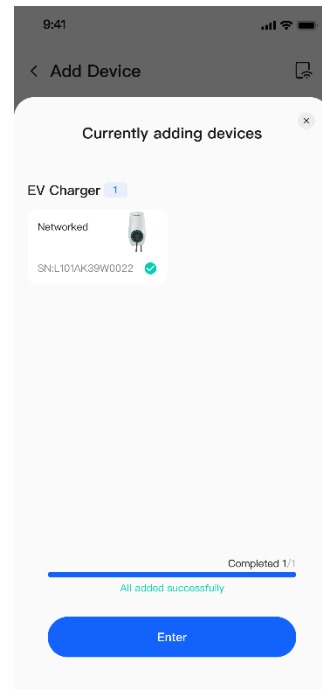 9:41
Add Device
Currently adding devices
EV Charger 1
Networked
SN:L101AK39W0022
Completed 1/1
All added successfully
Enter